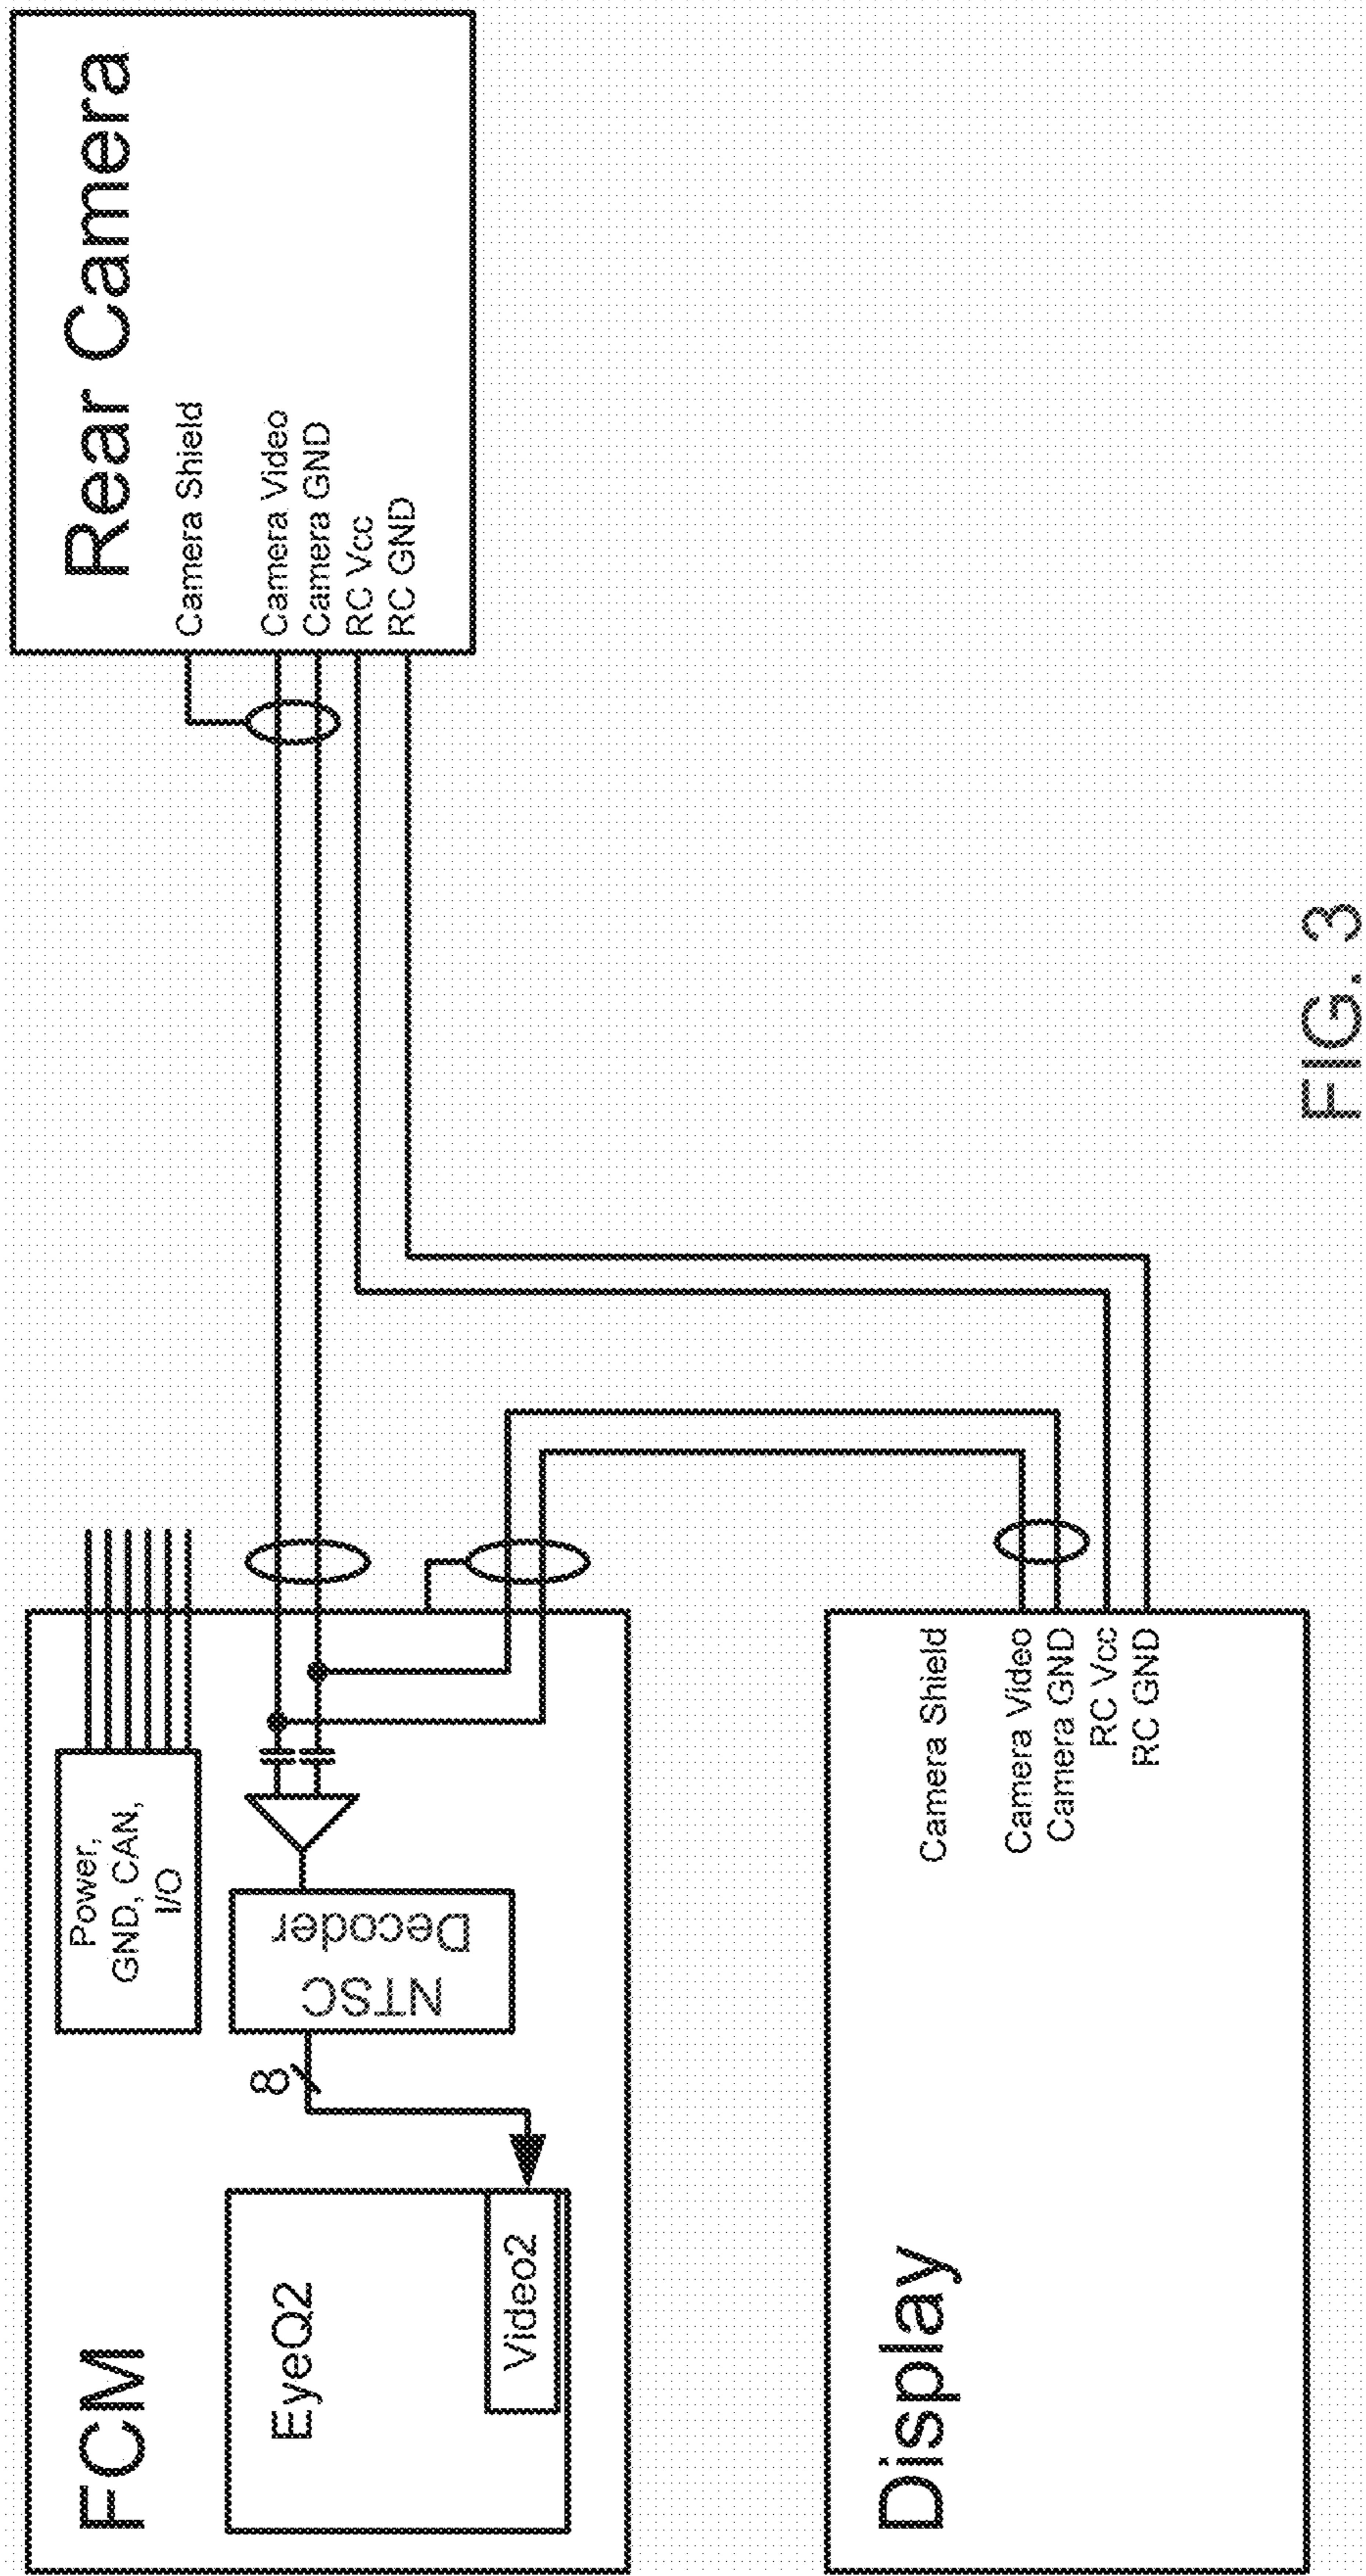 FCM
Power,
GND, CAN,
I/O
EyeQ2
Video2
8
NTSC
Decoder
Rear Camera
Camera Shield
Camera Video
Camera GND
RC Vcc
RC GND
Display
Camera Shield
Camera Video
Camera GND
RC Vcc
RC GND
FIG. 3